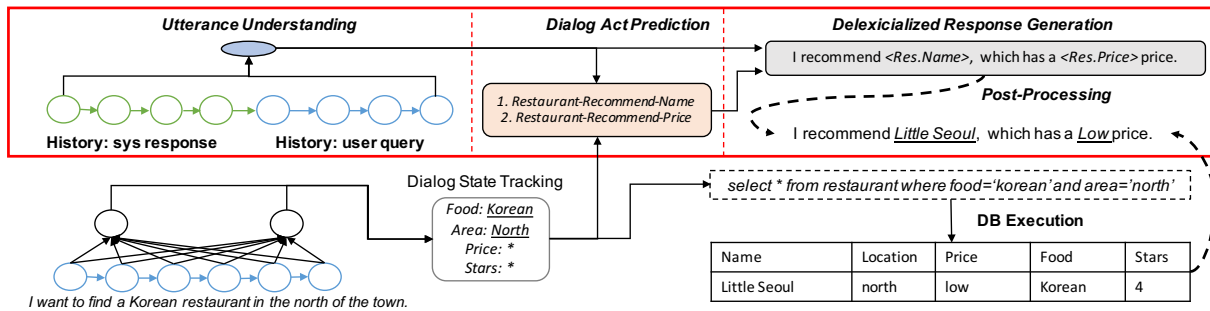 Utterance Understanding
Dialog Act Prediction
Delexicialized Response Generation
I recommend <Res.Name>, which has a <Res.Price> price.
1. Restaurant-Recommend-Name
2. Restaurant-Recommend-Price
Post-Processing
History: sys response
History: user query
I recommend Little Seoul, which has a Low price.
Dialog State Tracking
Food: Korean
Area: North
Price: *
Stars: *
select * from restaurant where food='korean' and area='north'
DB Execution
Name Location Price Food Stars
Little Seoul north low Korean 4
I want to find a Korean restaurant in the north of the town.